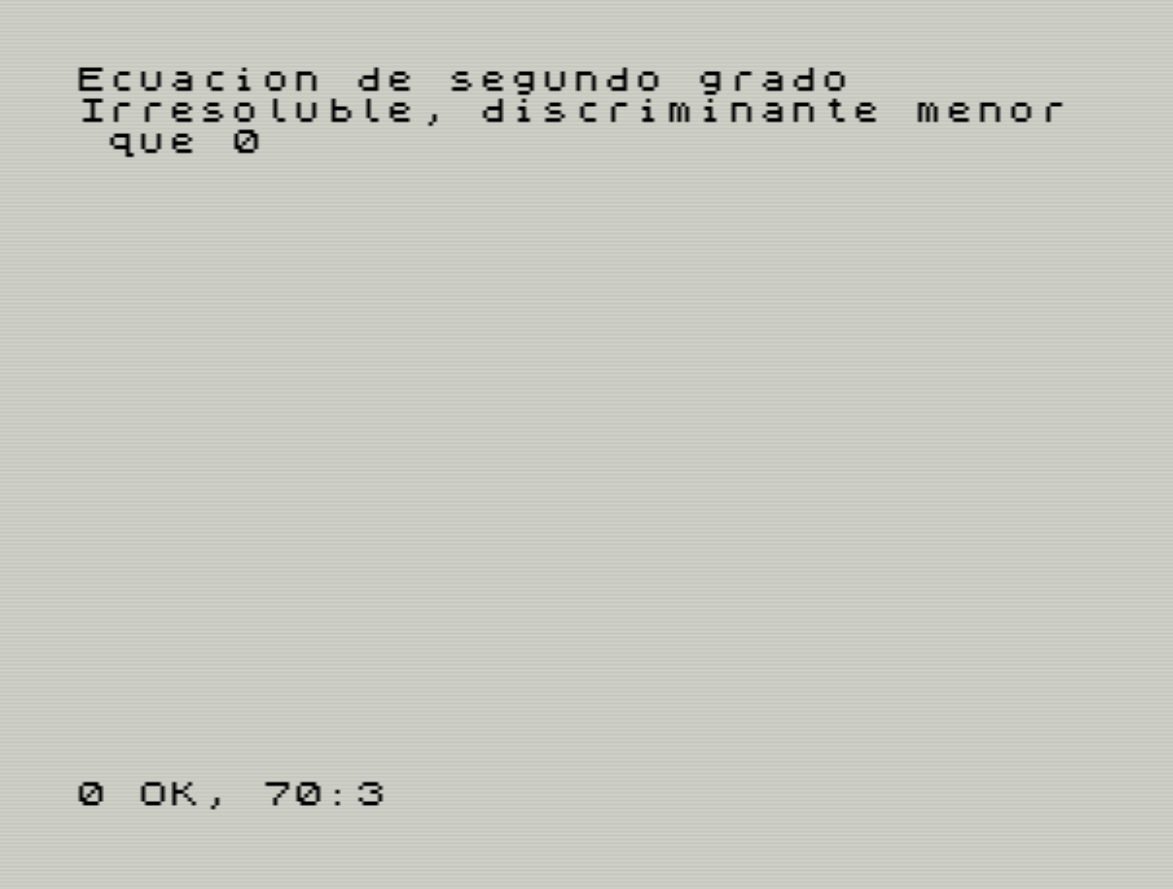 Ecuacion de segundo grado
Irresoluble, discriminante menor
que 0
0 OK, 70:3